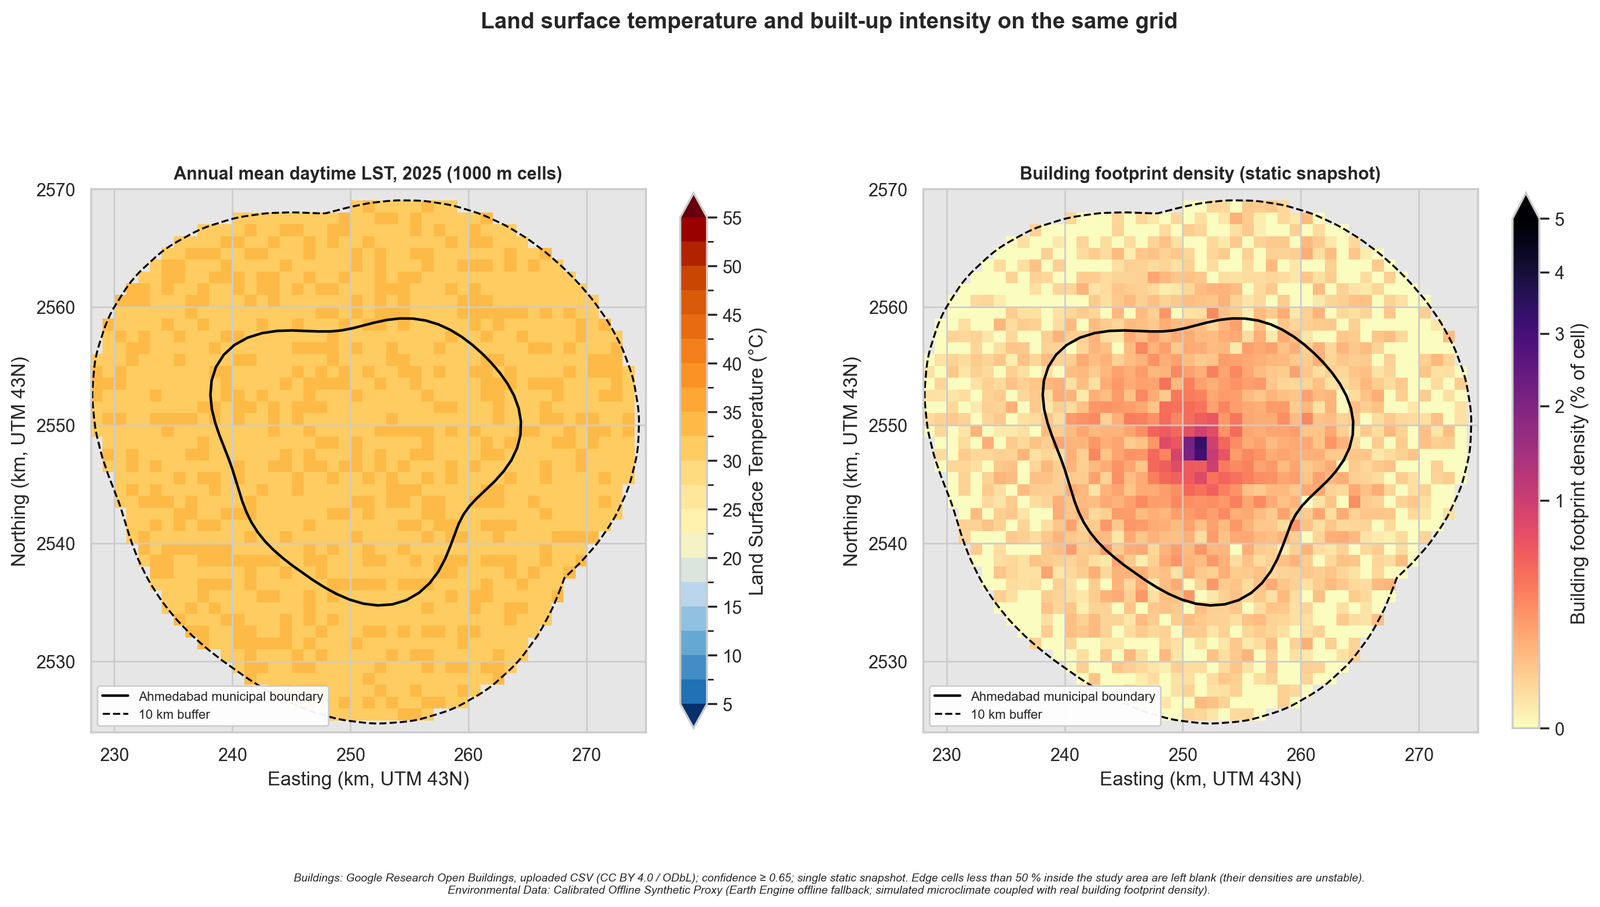 Land surface temperature and built-up intensity on the same grid
Annual mean daytime LST, 2025 (1000 m cells)
2570
2560
2550
2540
2530
230
240
250
260
270
Northing (km, UTM 43N)
Easting (km, UTM 43N)
Ahmedabad municipal boundary
10 km buffer
55
50
45
40
35
30
25
20
15
10
5
Land Surface Temperature (°C)
Building footprint density (static snapshot)
2570
2560
2550
2540
2530
230
240
250
260
270
Northing (km, UTM 43N)
Easting (km, UTM 43N)
Ahmedabad municipal boundary
10 km buffer
5
4
3
2
1
0
Building footprint density (% of cell)
Buildings: Google Research Open Buildings, uploaded CSV (CC BY 4.0 / ODbL); confidence ≥ 0.65; single static snapshot. Edge cells less than 50 % inside the study area are left blank (their densities are unstable).
Environmental Data: Calibrated Offline Synthetic Proxy (Earth Engine offline fallback; simulated microclimate coupled with real building footprint density).